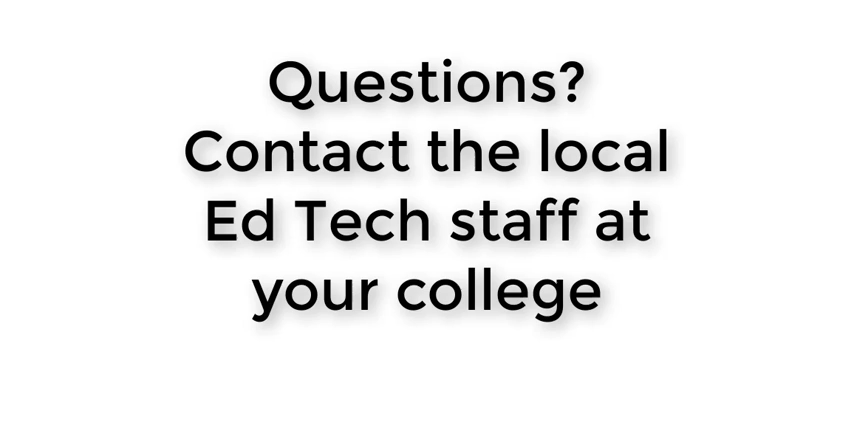 Questions?
Contact the local
Ed Tech staff at
your college